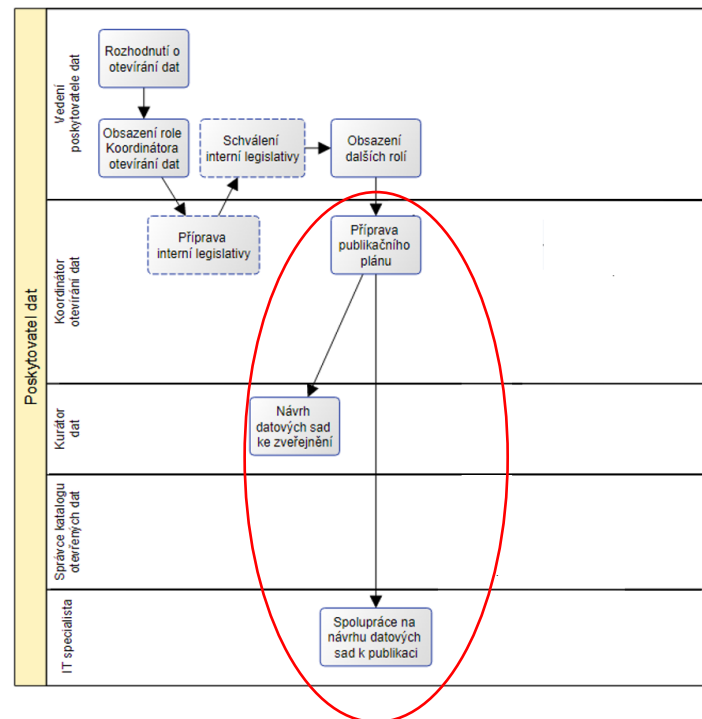 Poskytovatel dat
Vedení
poskytovatele dat
Rozhodnutí o
otevírání dat
Obsazení role
Koordinátora
otevírání dat
Schválení
interní legislativy
Obsazení
dalších rolí
Koordinátor
otevírání dat
Příprava
interní legislativy
Příprava
publikačního
plánu
Kurátor
dat
Návrh
datových sad
ke zveřejnění
Správce katalogu
otevřených dat
IT specialista
Spolupráce na
návrhu datových
sad k publikaci